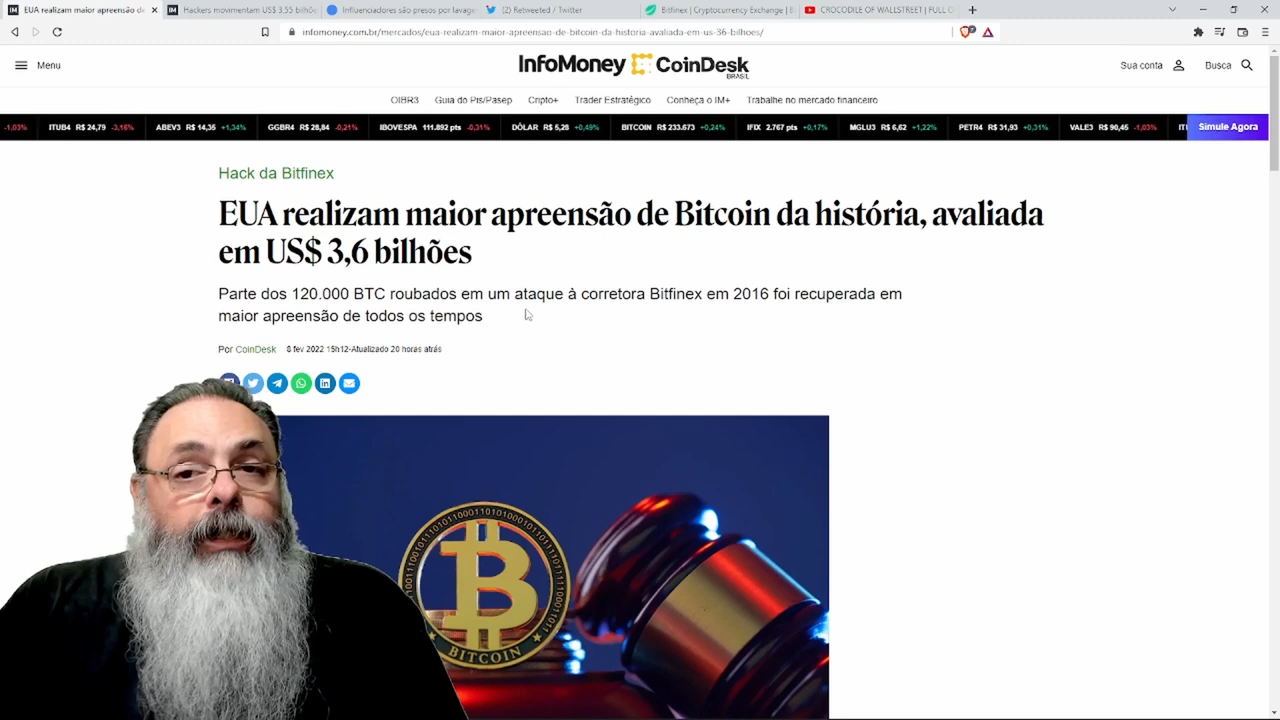 EUA realizam maior apreensão de
Hackers movimentam US$ 3,55 bilhõe
Influenciadores são presos por lavage
(2) Retweeted / Twitter
Bitfinex | Cryptocurrency Exchange | B
CROCODILE OF WALLSTREET | FULL O
infomoney.com.br/mercados/eua-realizam-maior-apreensao-de-bitcoin-da-historia-avaliada-em-us-36-bilhoes/
Menu
InfoMoney CoinDesk
BRASIL
Sua conta
Busca
OIBR3 Guia do Pis/Pasep Cripto+ Trader Estratégico Conheça o IM+ Trabalhe no mercado financeiro
-1,03% ITUB4 R$ 24,79 -3,16% ABEV3 R$ 14,35 +1,34% GGBR4 R$ 28,84 -0,21% IBOVESPA 111.892 pts -0,31% DÓLAR R$ 5,28 +0,49% BITCOIN R$ 233.673 +0,24% IFIX 2.767 pts +0,17% MGLU3 R$ 6,62 +1,22% PETR4 R$ 31,93 +0,31% VALE3 R$ 90,45 -1,03% Simule Agora
Hack da Bitfinex
EUA realizam maior apreensão de Bitcoin da história, avaliada
em US$ 3,6 bilhões
Parte dos 120.000 BTC roubados em um ataque à corretora Bitfinex em 2016 foi recuperada em
maior apreensão de todos os tempos
Por CoinDesk 8 fev 2022 15h12-Atualizado 20 horas atrás
BITCOIN